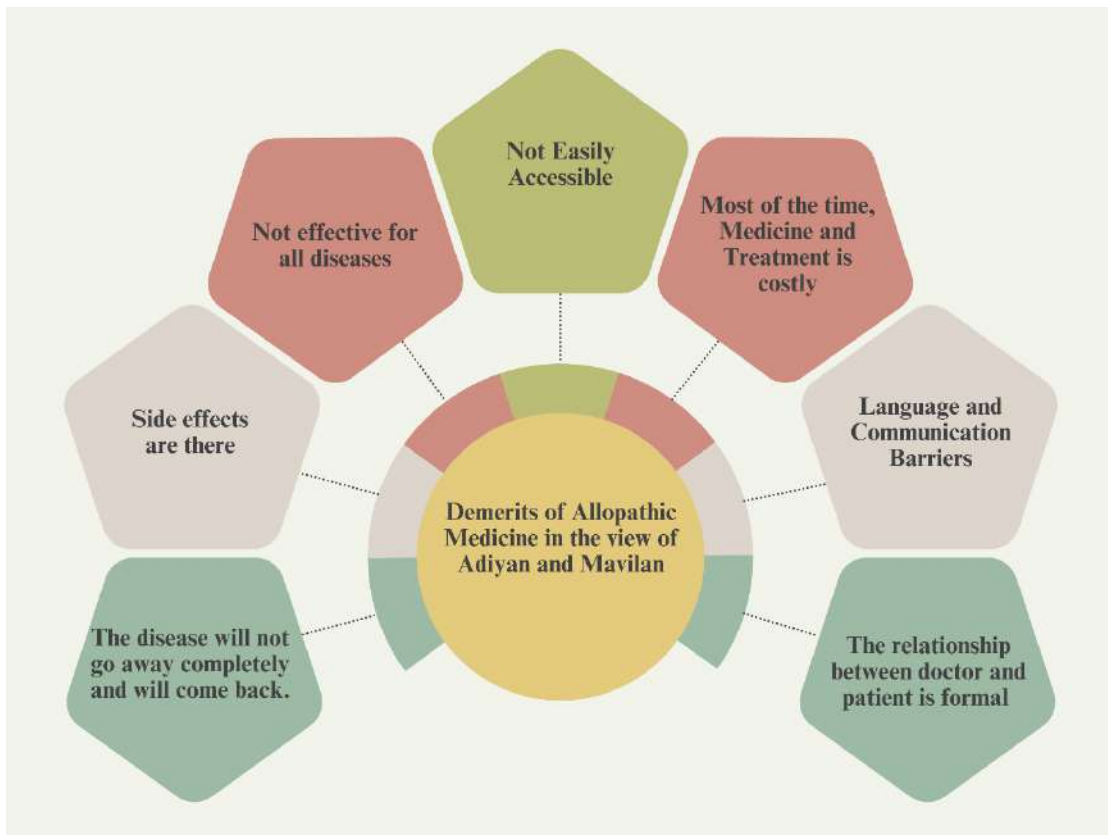 Not Easily
Accessible
Not effective for
all diseases
Most of the time,
Medicine and
Treatment is
costly
Side effects
are there
Language and
Communication
Barriers
Demerits of Allopathic
Medicine in the view of
Adiyan and Mavilan
The disease will not
go away completely
and will come back.
The relationship
between doctor and
patient is formal